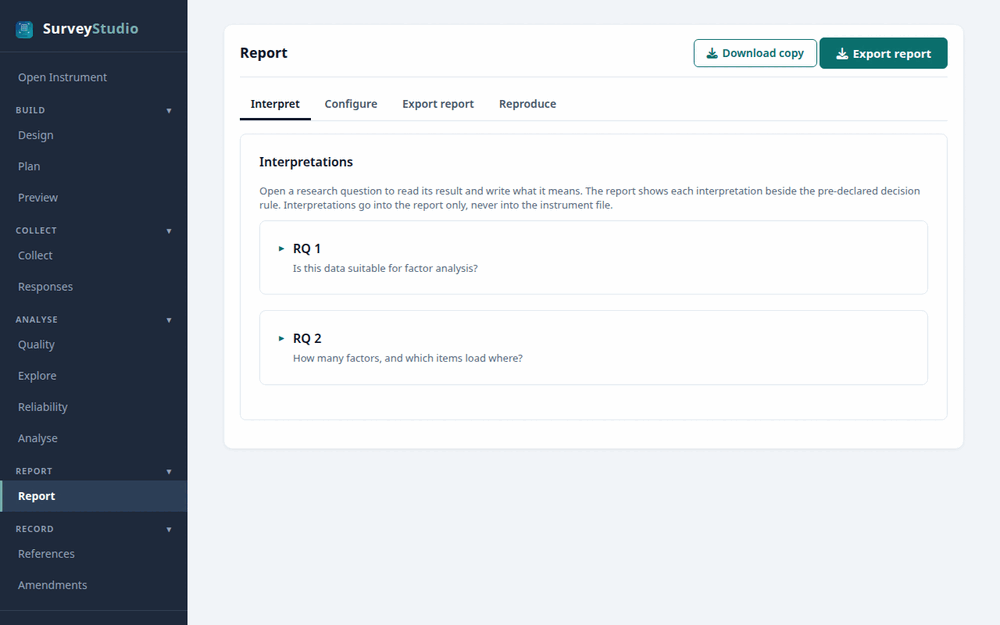 SurveyStudio
Open Instrument
BUILD
Design
Plan
Preview
COLLECT
Collect
Responses
ANALYSE
Quality
Explore
Reliability
Analyse
REPORT
Report
RECORD
References
Amendments
Report
Download copy
Export report
Interpret
Configure
Export report
Reproduce
Interpretations
Open a research question to read its result and write what it means. The report shows each interpretation beside the pre-declared decision
rule. Interpretations go into the report only, never into the instrument file.
RQ 1
Is this data suitable for factor analysis?
RQ 2
How many factors, and which items load where?